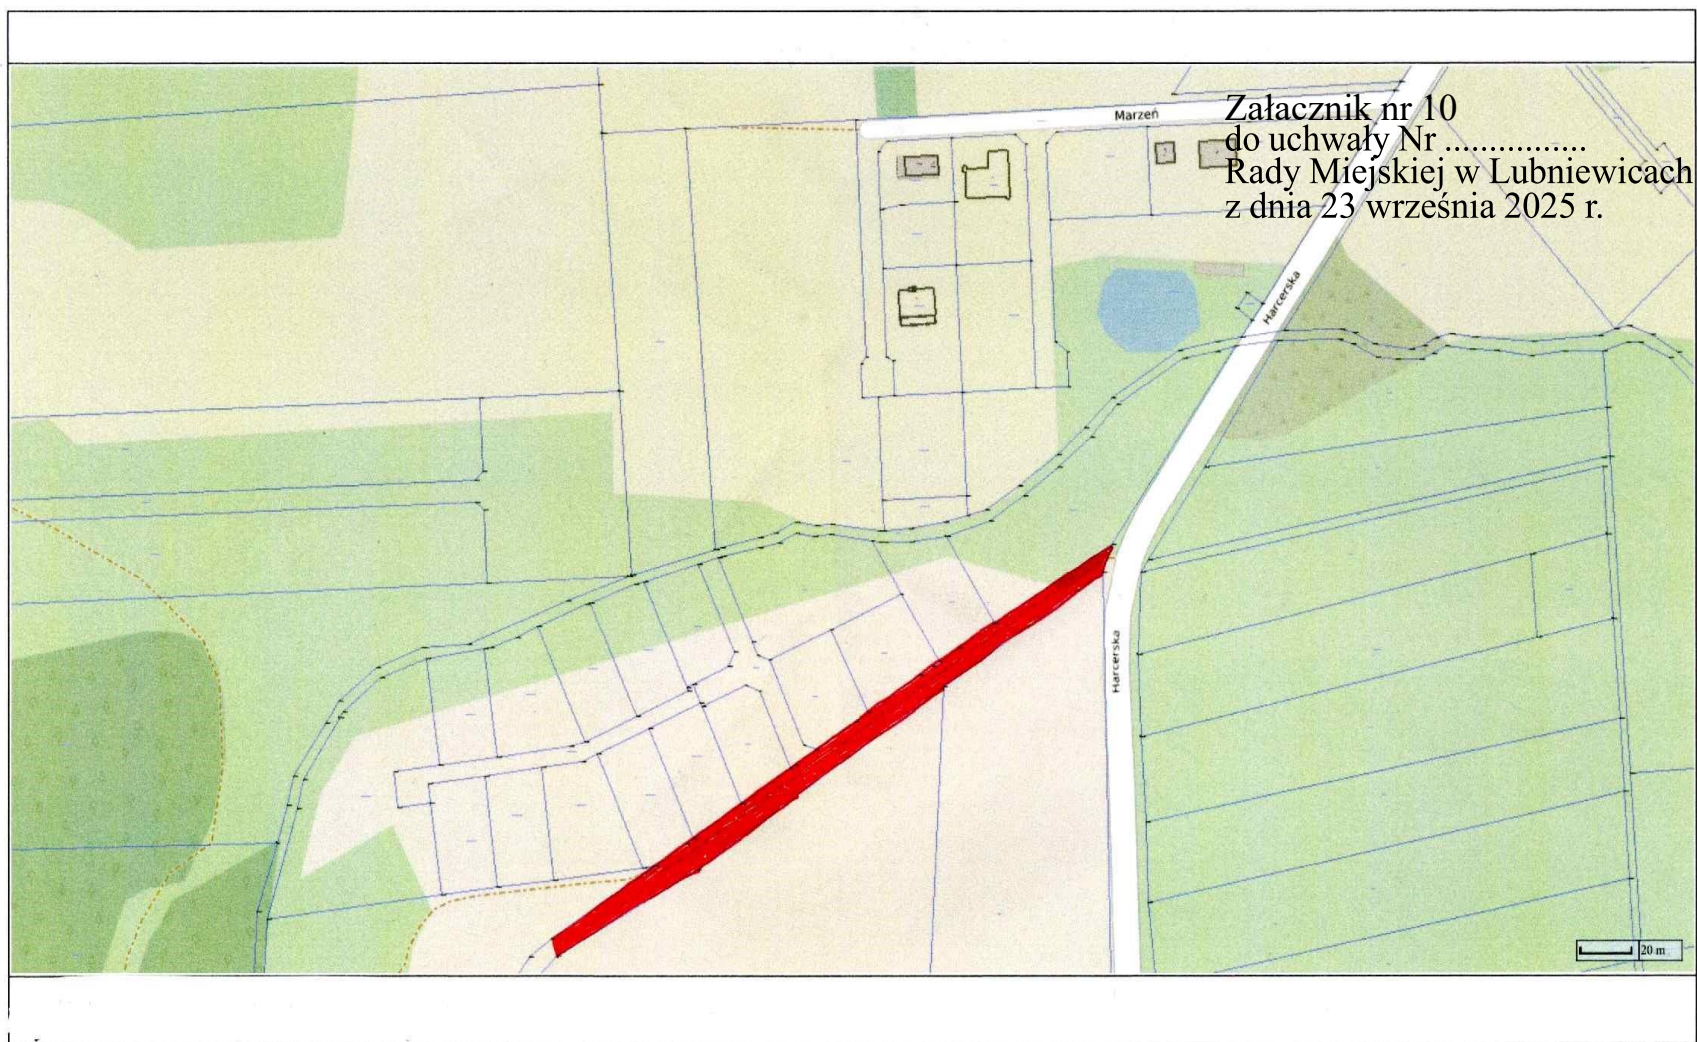 Marzeń
Załacznik nr 10
do uchwały Nr ................
Rady Miejskiej w Lubniewicach
z dnia 23 września 2025 r.
Harcerska
Harcerska
20 m